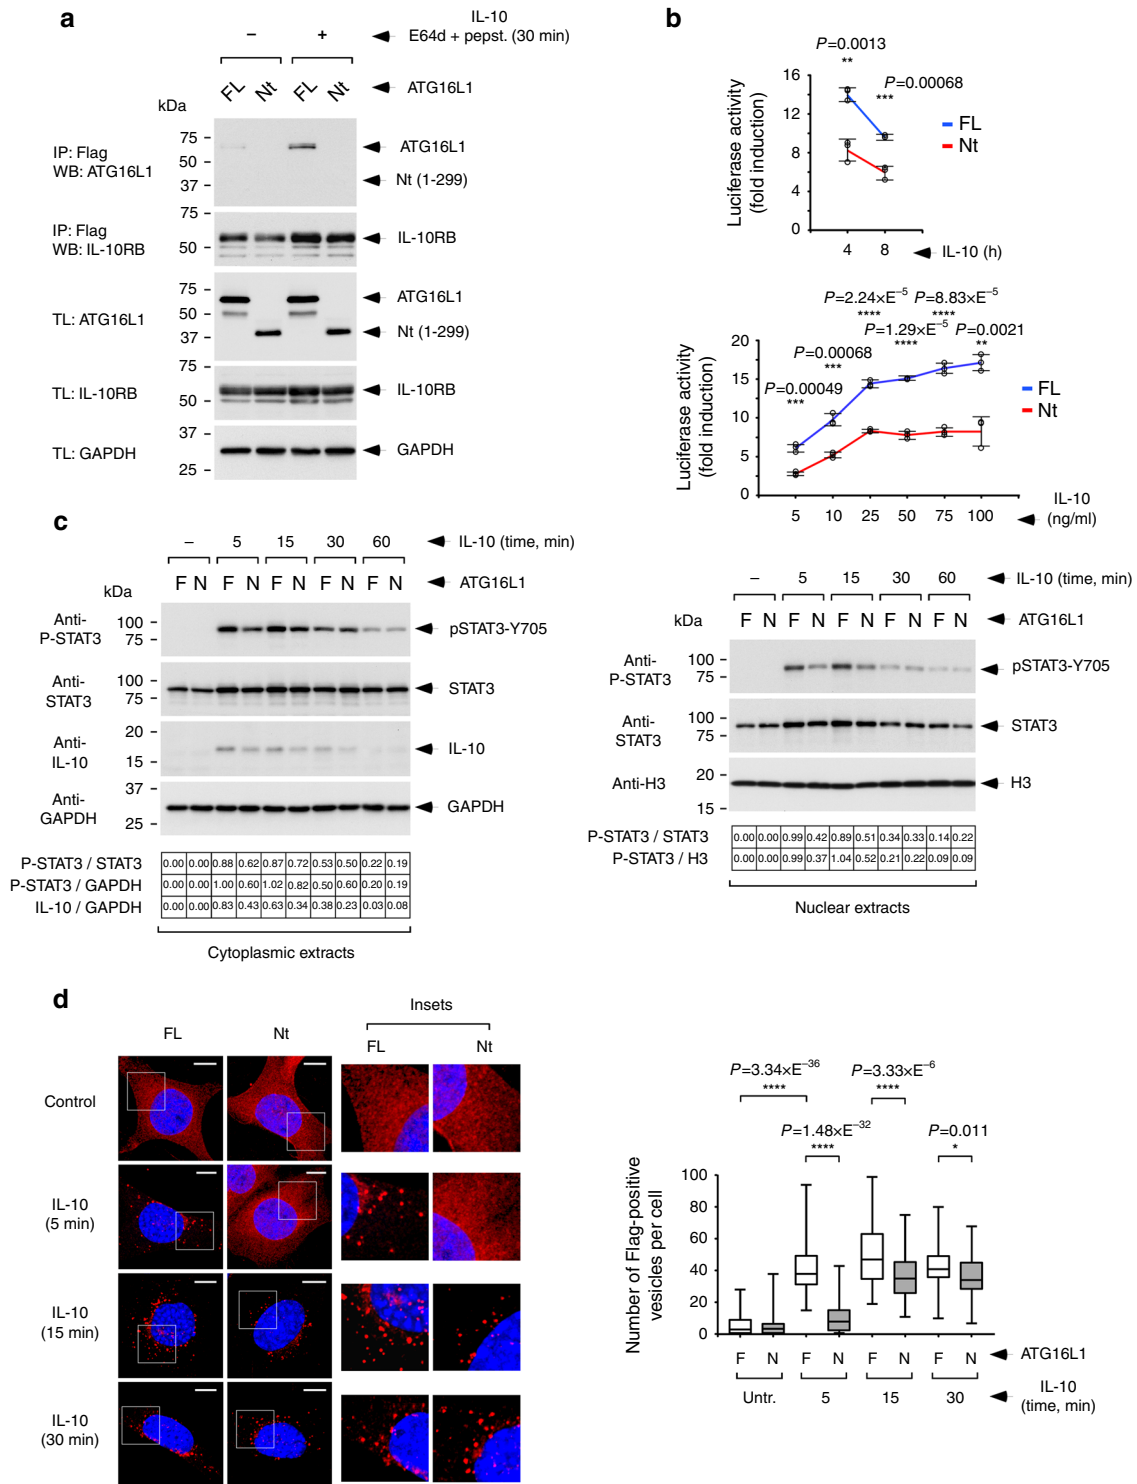 a
IL-10
E64d + pepst. (30 min)
– +
FL Nt FL Nt
ATG16L1
kDa
IP: Flag
WB: ATG16L1
75 -
50 -
37 -
ATG16L1
Nt (1-299)
IP: Flag
WB: IL-10RB
75 -
50 -
IL-10RB
TL: ATG16L1
75 -
50 -
37 -
ATG16L1
Nt (1-299)
TL: IL-10RB
75 -
50 -
IL-10RB
TL: GAPDH
37 -
25 -
GAPDH
b
P=0.0013
**
P=0.00068
***
Luciferase activity
(fold induction)
16
12
8
4
0
FL
Nt
4 8
IL-10 (h)
P=2.24×E–5 P=8.83×E–5
**** ****
P=1.29×E–5 P=0.0021
**** **
P=0.00068
***
P=0.00049
***
Luciferase activity
(fold induction)
20
15
10
5
0
FL
Nt
5 10 25 50 75 100
IL-10
(ng/ml)
c
– 5 15 30 60
IL-10 (time, min)
F N F N F N F N F N
ATG16L1
kDa
Anti-
P-STAT3
100 -
75 -
pSTAT3-Y705
Anti-
STAT3
100 -
75 -
STAT3
Anti-
IL-10
20 -
15 -
IL-10
Anti-
GAPDH
37 -
25 -
GAPDH
P-STAT3 / STAT3 0.00 0.00 0.88 0.62 0.87 0.72 0.53 0.50 0.22 0.19
P-STAT3 / GAPDH 0.00 0.00 1.00 0.60 1.02 0.82 0.50 0.60 0.20 0.19
IL-10 / GAPDH 0.00 0.00 0.83 0.43 0.63 0.34 0.38 0.23 0.03 0.08
Cytoplasmic extracts
– 5 15 30 60
IL-10 (time, min)
F N F N F N F N F N
ATG16L1
kDa
Anti-
P-STAT3
100 -
75 -
pSTAT3-Y705
Anti-
STAT3
100 -
75 -
STAT3
Anti-H3
20 -
15 -
H3
P-STAT3 / STAT3 0.00 0.00 0.99 0.42 0.89 0.51 0.34 0.33 0.14 0.22
P-STAT3 / H3 0.00 0.00 0.99 0.37 1.04 0.52 0.21 0.22 0.09 0.09
Nuclear extracts
d
Insets
FL Nt FL Nt
Control
IL-10
(5 min)
IL-10
(15 min)
IL-10
(30 min)
P=3.34×E–36 P=3.33×E–6
**** ****
P=1.48×E–32 P=0.011
**** *
Number of Flag-positive
vesicles per cell
100
80
60
40
20
0
F N F N F N F N
ATG16L1
Untr. 5 15 30
IL-10
(time, min)